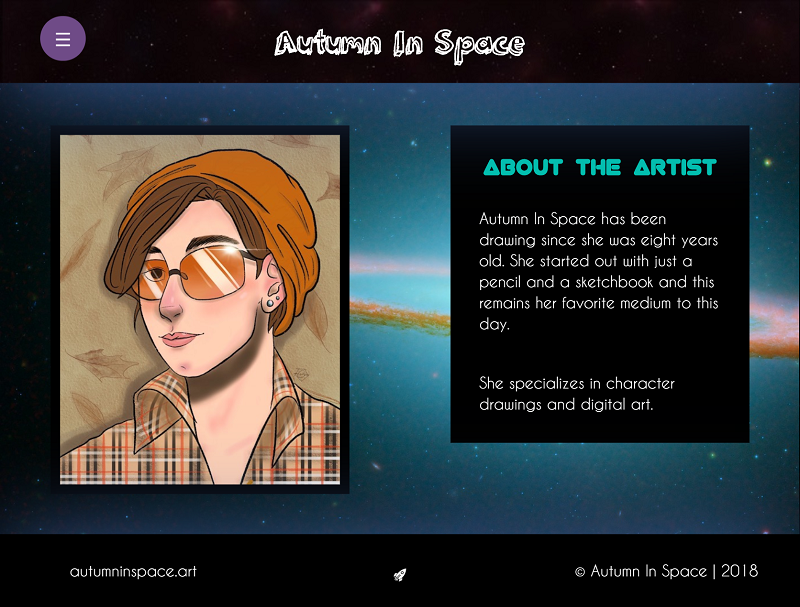 Autumn In Space
ABOUT THE ARTIST
Autumn In Space has been
drawing since she was eight years
old. She started out with just a
pencil and a sketchbook and this
remains her favorite medium to this
day.
She specializes in character
drawings and digital art.
autumninspace.art
© Autumn In Space | 2018